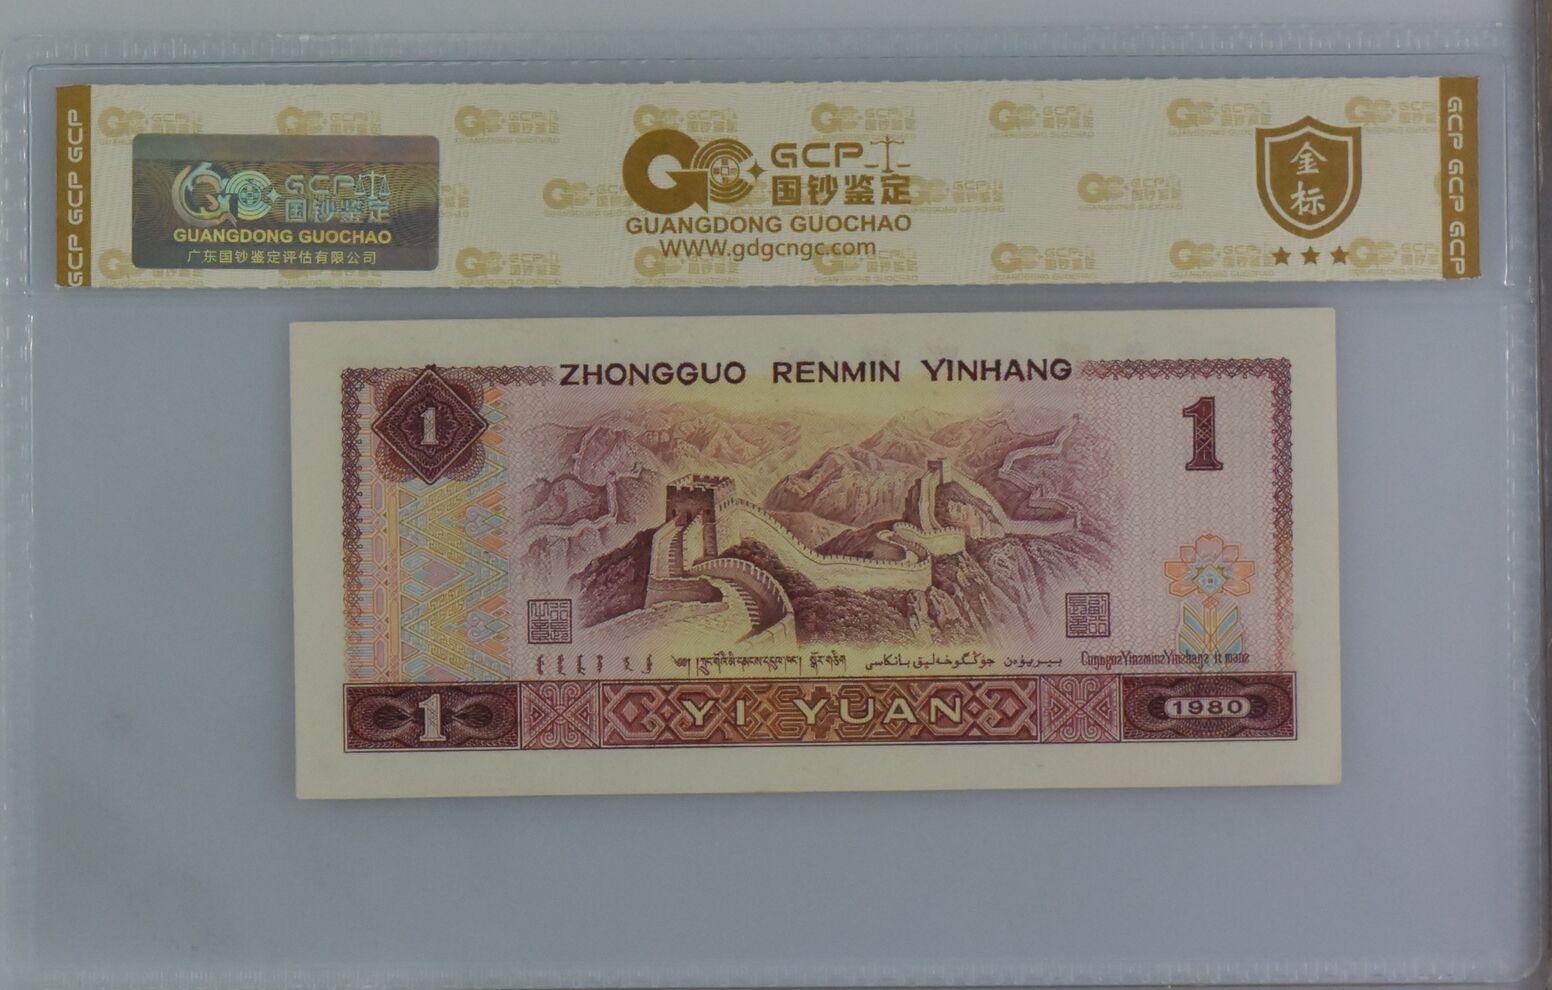 GCP GCP GCP
GCP
国钞鉴定
GUANGDONG GUOCHAO
广东国钞鉴定评估有限公司
GCP
国钞鉴定
GUANGDONG GUOCHAO
WWW.gdgcngc.com
金
标
GCP GCP GCP GCP
ZHONGGUO RENMIN YINHANG
1
1
1
YI YUAN
1980